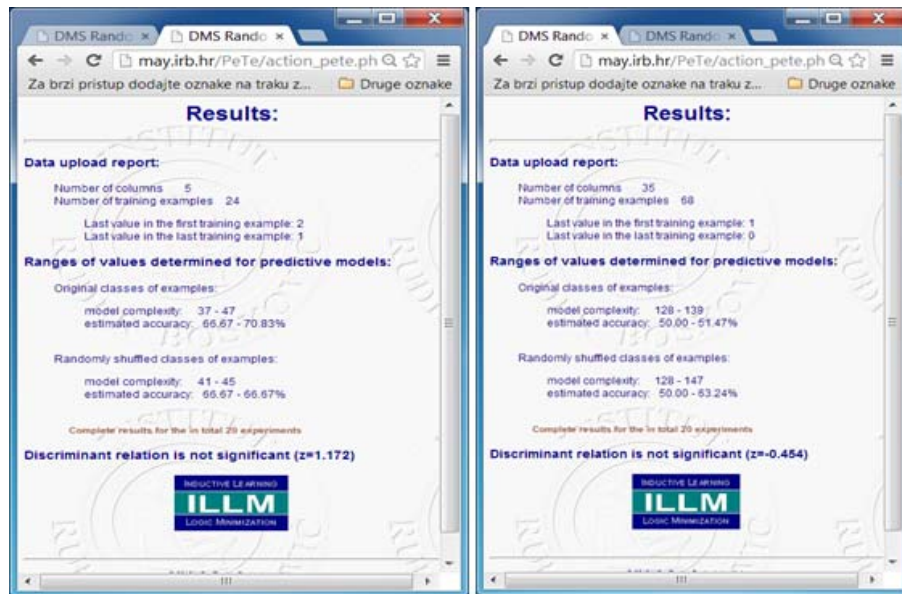 DMS Rando × DMS Rando ×
may.irb.hr/PeTe/action_pete.ph
Za brzi pristup dodajte oznake na traku z... Druge oznake
Results:
Data upload report:
Number of columns 5
Number of training examples 24
Last value in the first training example: 2
Last value in the last training example: 1
Ranges of values determined for predictive models:
Original classes of examples:
model complexity: 37 - 47
estimated accuracy: 66.67 - 70.83%
Randomly shuffled classes of examples:
model complexity: 41 - 45
estimated accuracy: 66.67 - 66.67%
Complete results for the in total 20 experiments
Discriminant relation is not significant (z=1.172)
INDUCTIVE LEARNING
ILLM
LOGIC MINIMIZATION
DMS Rando × DMS Rando ×
may.irb.hr/PeTe/action_pete.ph
Za brzi pristup dodajte oznake na traku z... Druge oznake
Results:
Data upload report:
Number of columns 35
Number of training examples 68
Last value in the first training example: 1
Last value in the last training example: 0
Ranges of values determined for predictive models:
Original classes of examples:
model complexity: 128 - 139
estimated accuracy: 50.00 - 51.47%
Randomly shuffled classes of examples:
model complexity: 128 - 147
estimated accuracy: 50.00 - 63.24%
Complete results for the in total 20 experiments
Discriminant relation is not significant (z=-0.454)
INDUCTIVE LEARNING
ILLM
LOGIC MINIMIZATION